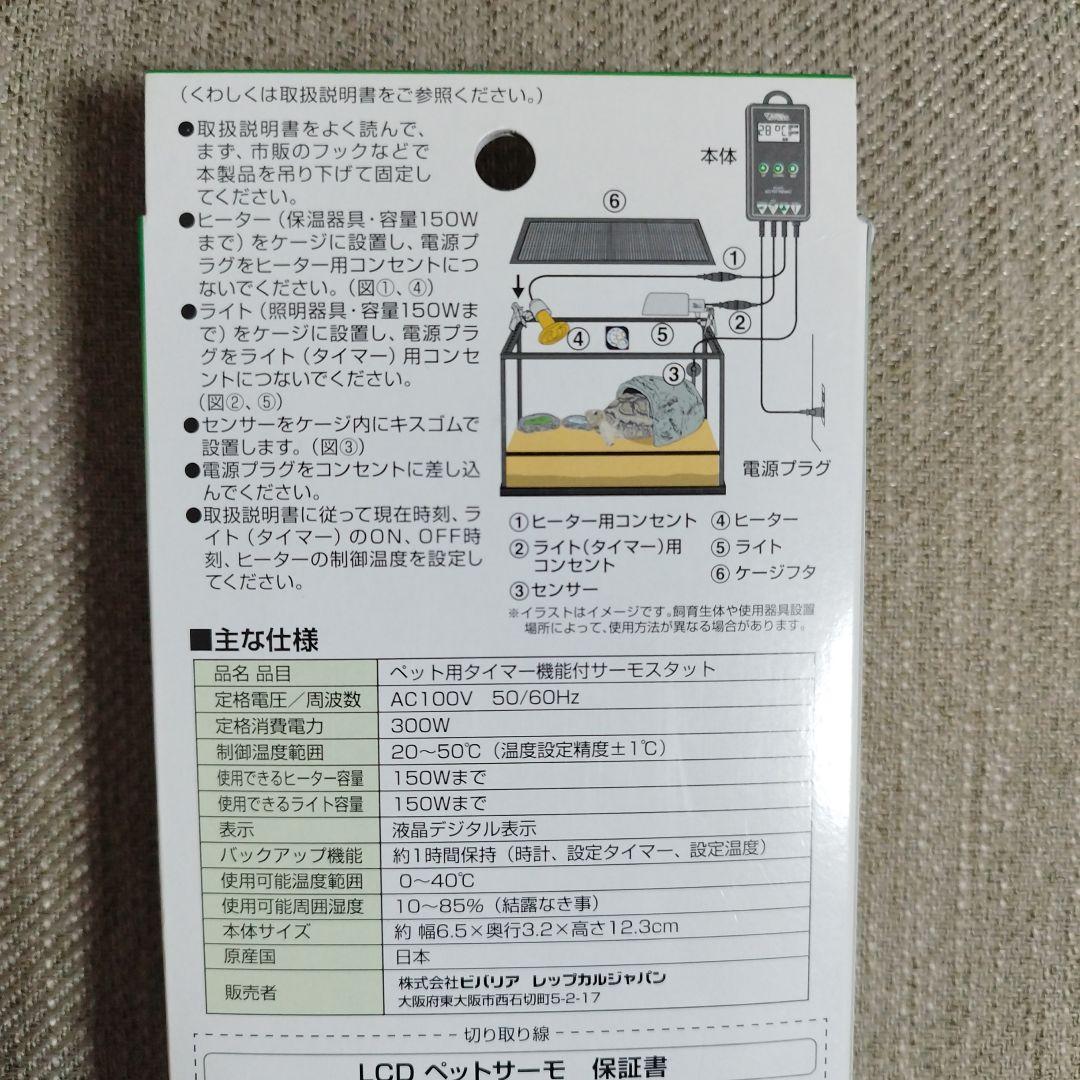 （くわしくは取扱説明書をご参照ください。）
●取扱説明書をよく読んで、
まず、市販のフックなどで
本製品を吊り下げて固定し
てください。
●ヒーター（保温器具・容量150W
まで）をケージに設置し、電源プ
ラグをヒーター用コンセントにつ
ないでください。（図①、④）
●ライト（照明器具・容量150Wま
で）をケージに設置し、電源プラ
グをライト（タイマー）用コンセ
ントにつないでください。
（図②、⑤）
●センサーをケージ内にキスゴムで
設置します。（図③）
●電源プラグをコンセントに差し込
んでください。
●取扱説明書に従って現在時刻、ラ
イト（タイマー）のON、OFF時
刻、ヒーターの制御温度を設定し
てください。
本体
28℃
⑥
①
②
④
⑤
③
電源プラグ
①ヒーター用コンセント
②ライト（タイマー）用
コンセント
③センサー
④ヒーター
⑤ライト
⑥ケージフタ
※イラストはイメージです。飼育生体や使用器具設置
場所によって、使用方法が異なる場合があります。
■主な仕様
品名 品目 ペット用タイマー機能付サーモスタット
定格電圧／周波数 AC100V 50/60Hz
定格消費電力 300W
制御温度範囲 20～50℃（温度設定精度±1℃）
使用できるヒーター容量 150Wまで
使用できるライト容量 150Wまで
表示 液晶デジタル表示
バックアップ機能 約1時間保持（時計、設定タイマー、設定温度）
使用可能温度範囲 0～40℃
使用可能周囲湿度 10～85%（結露なき事）
本体サイズ 約 幅6.5×奥行3.2×高さ12.3cm
原産国 日本
販売者 株式会社ビバリア レップカルジャパン
大阪府東大阪市西石切町5-2-17
切り取り線
LCD ペットサーモ 保証書